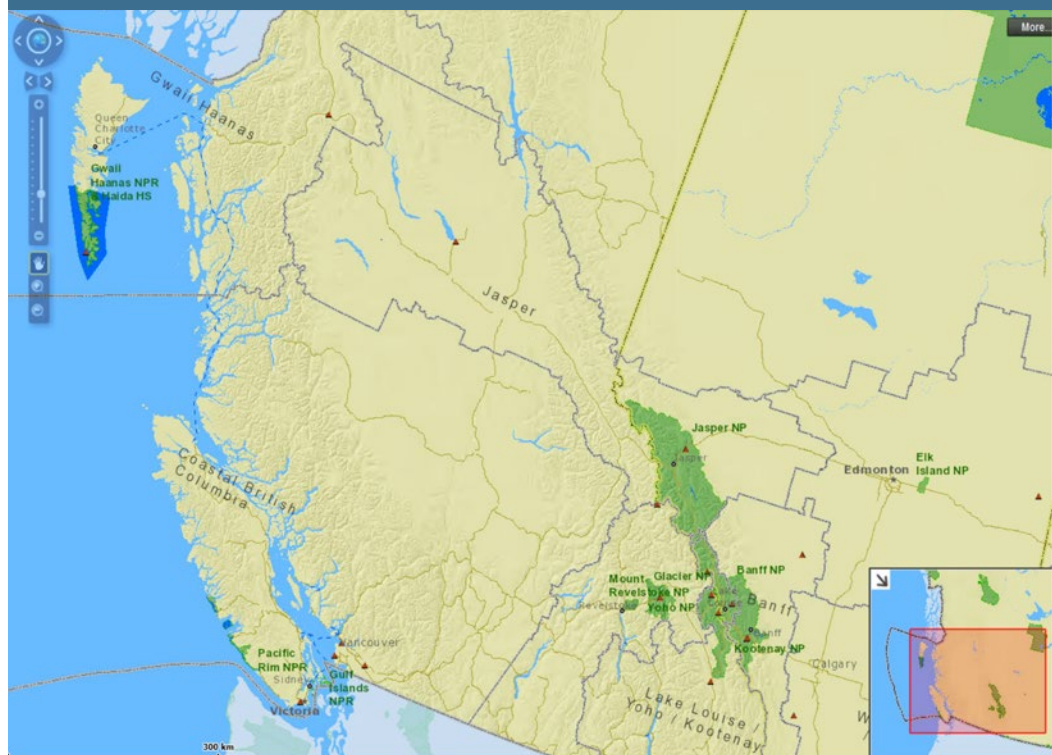 More...
Gwaii Haanas
Queen
Charlotte
City
Gwaii
Haanas NPR
Haida HS
Jasper
Jasper NP
Jasper
Elk
Island NP
Edmonton
Coastal British
Columbia
Mount
Revelstoke NP
Revelstoke
Glacier NP
Yoho NP
Banff NP
Lake
Banff
Banff
Kootenay NP
Calgary
Vancouver
Pacific
Rim NPR
Sidney
Gulf
Islands
NPR
Victoria
Lake Louise /
Yoho / Kootenay
W
300 km